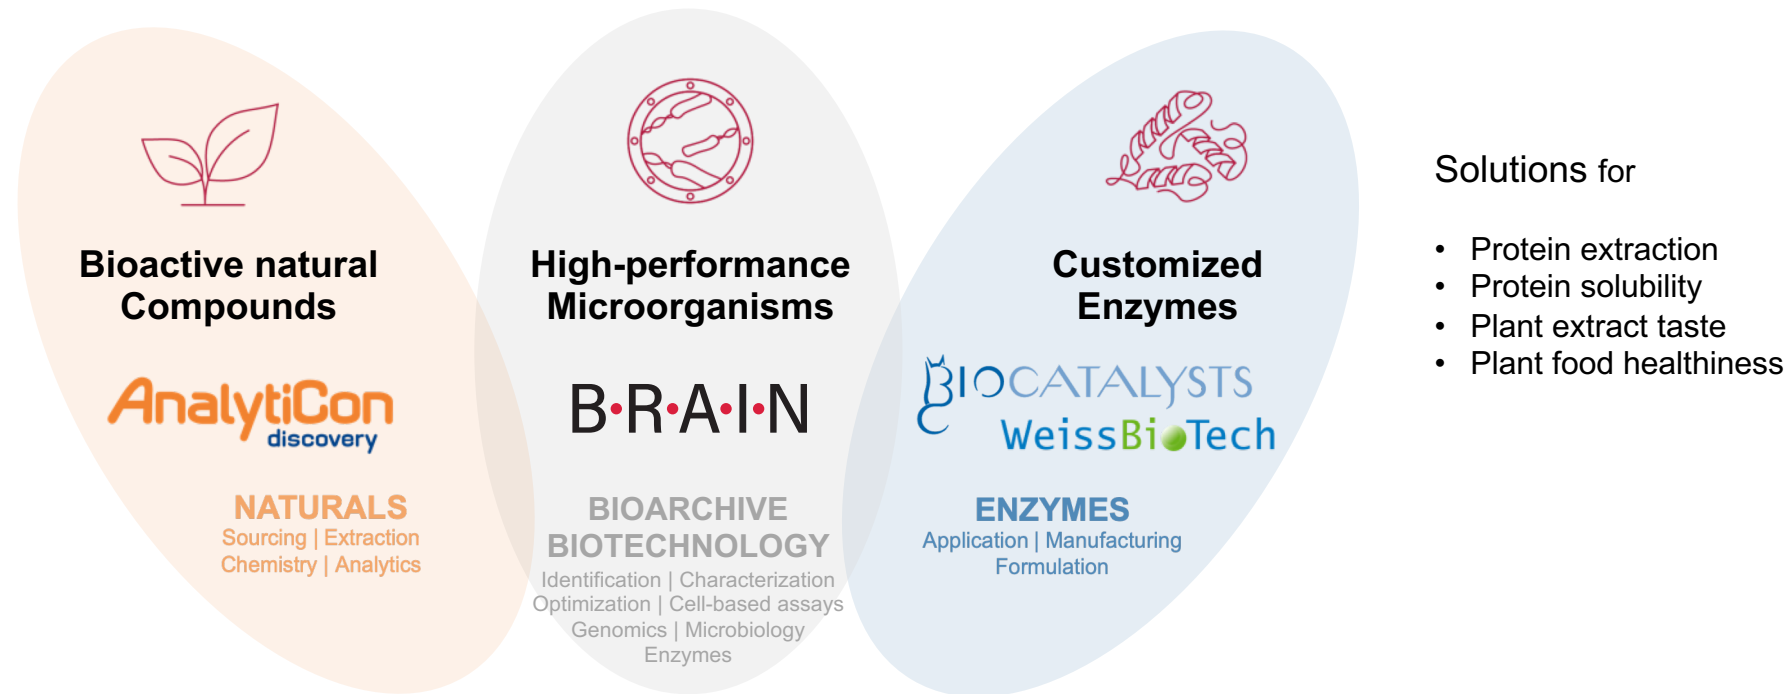 Bioactive natural
Compounds
AnalytiCon
discovery
NATURALS
Sourcing | Extraction
Chemistry | Analytics
High-performance
Microorganisms
B·R·A·I·N
BIOARCHIVE
BIOTECHNOLOGY
Identification | Characterization
Optimization | Cell-based assays
Genomics | Microbiology
Enzymes
Customized
Enzymes
BIOCATALYSTS
WeissBioTech
ENZYMES
Application | Manufacturing
Formulation
Solutions for
• Protein extraction
• Protein solubility
• Plant extract taste
• Plant food healthiness